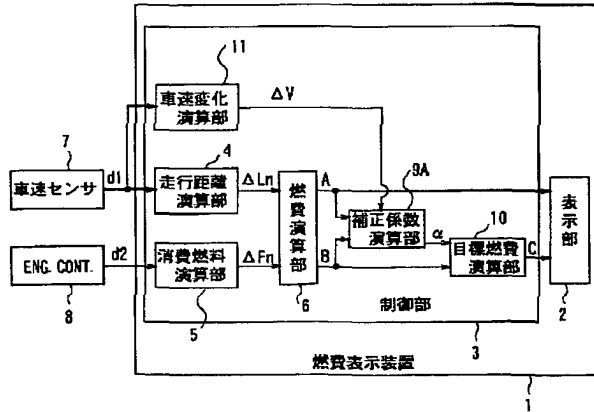 11
車速変化
演算部
ΔV
7
車速センサ
d1
4
走行距離
演算部
ΔLn
燃費演算部
6
A
B
9A
補正係数
演算部
α
10
目標燃費
演算部
C
表示部
2
ENG. CONT.
8
d2
消費燃料
演算部
5
ΔFn
制御部
3
燃費表示装置
1